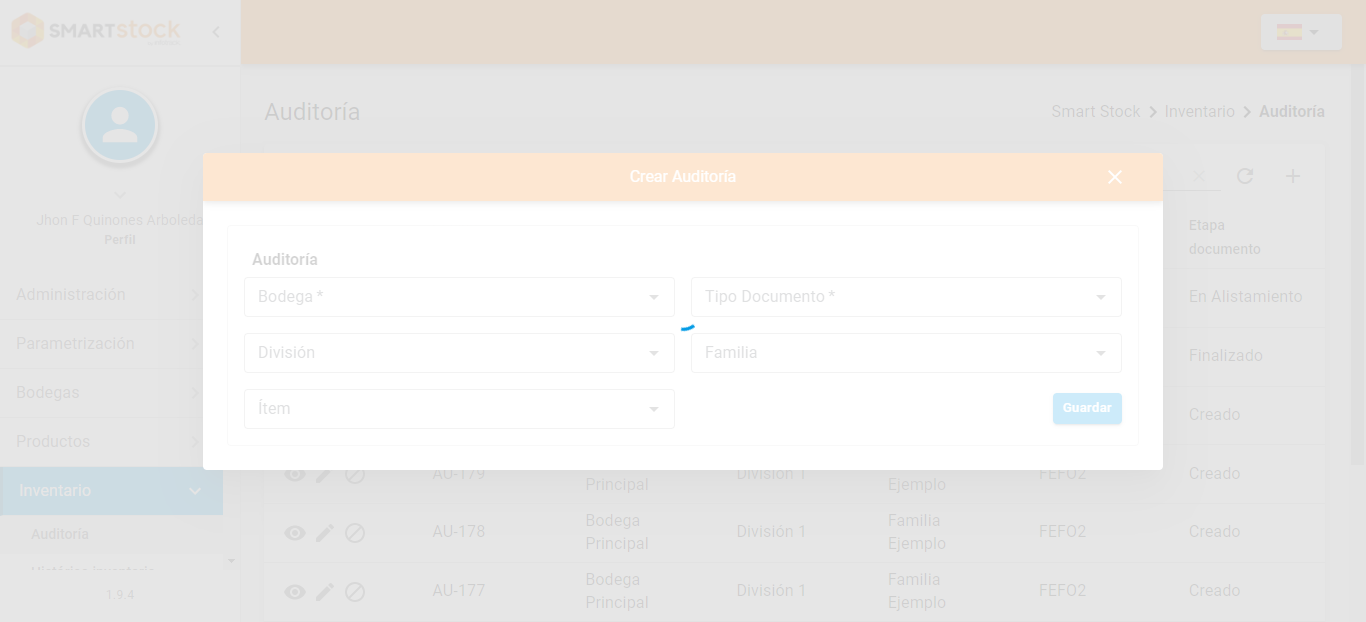 SMARTstock
Auditoría
Smart Stock > Inventario > Auditoría
Jhon F Quinones Arboleda
Perfil
Administración
Parametrización
Bodegas
Productos
Inventario
Auditoría
1.9.4
Crear Auditoría
Auditoría
Bodega *
Tipo Documento *
División
Familia
Ítem
Guardar
Etapa
documento
En Alistamiento
Finalizado
Creado
AU-179
Principal
División 1
Ejemplo
FEFO2
Creado
AU-178
Bodega
Principal
División 1
Familia
Ejemplo
FEFO2
Creado
AU-177
Bodega
Principal
División 1
Familia
Ejemplo
FEFO2
Creado